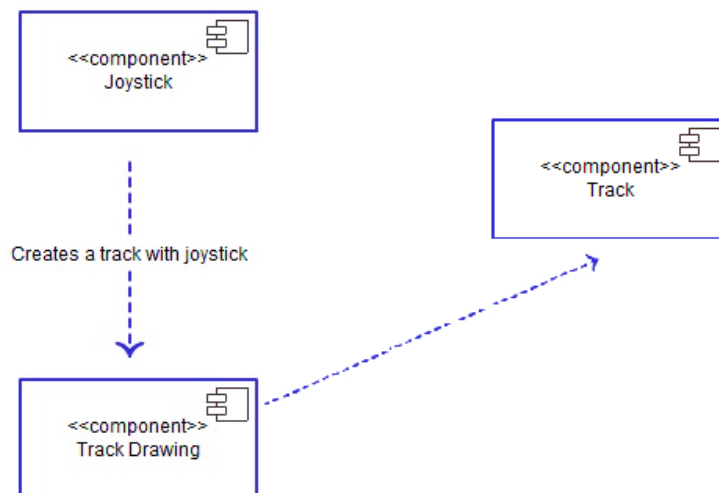 <<component>>
Joystick
<<component>>
Track
Creates a track with joystick
<<component>>
Track Drawing